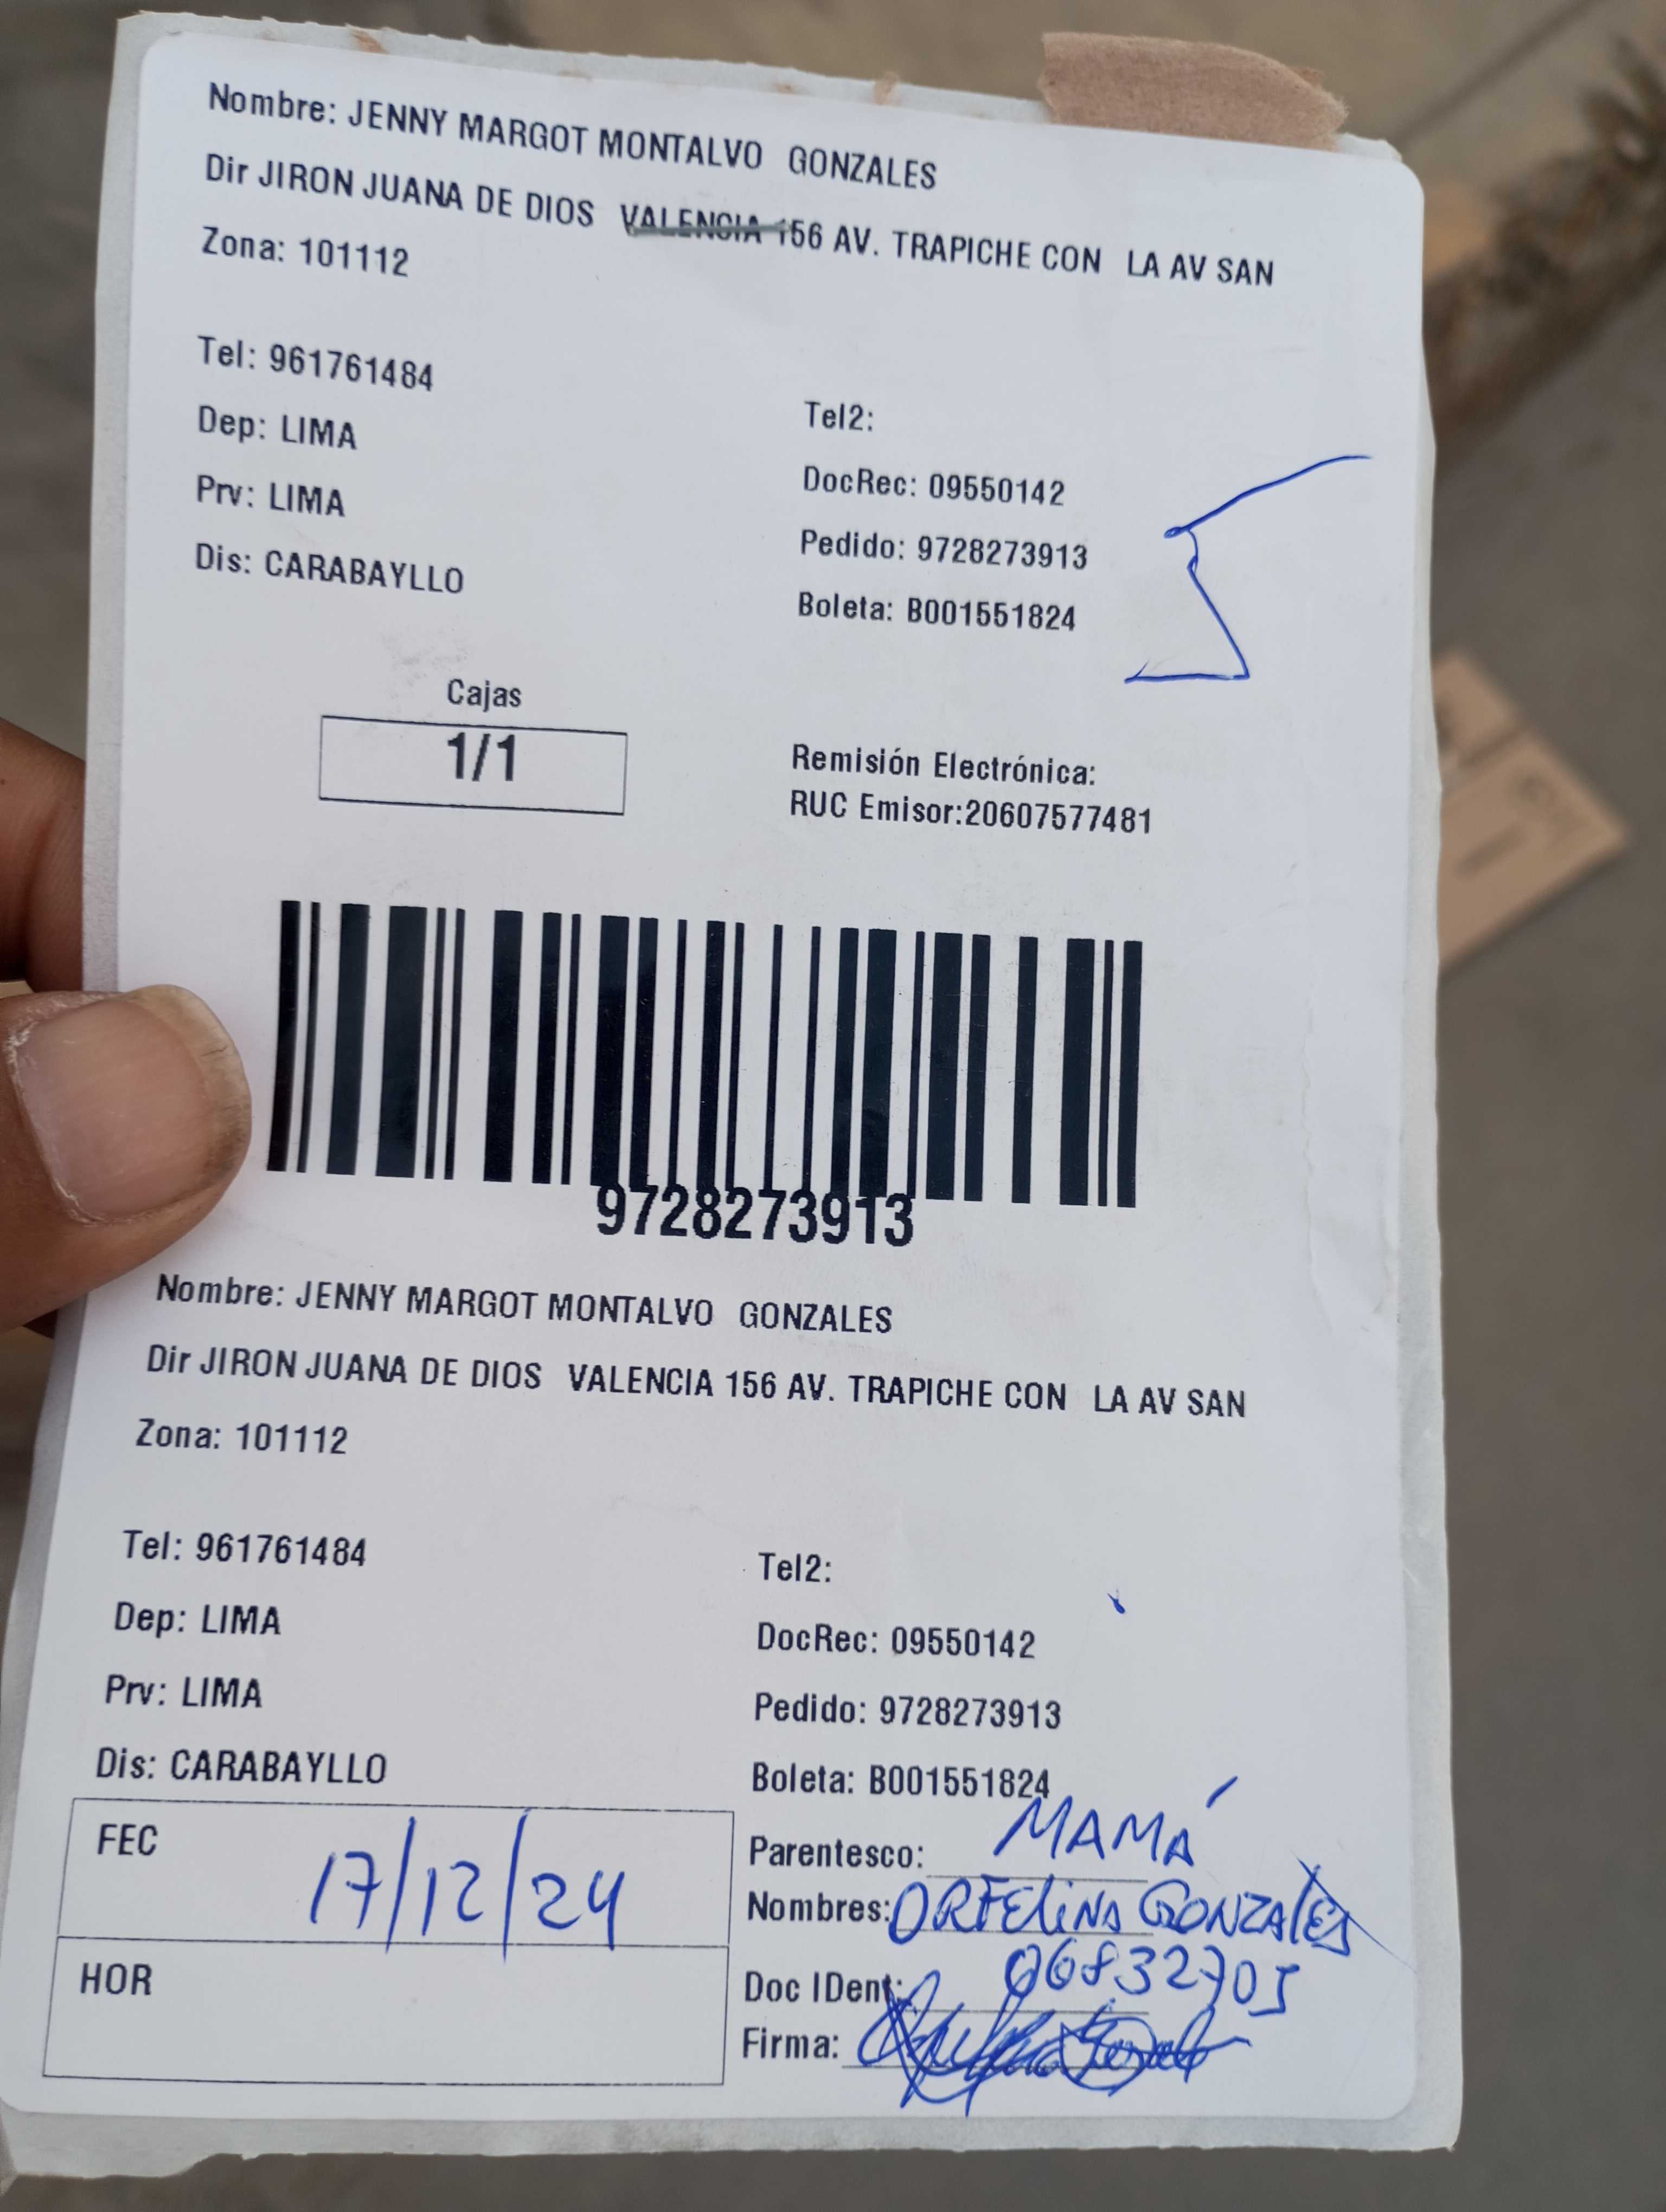 Nombre: JENNY MARGOT MONTALVO GONZALES
Dir JIRON JUANA DE DIOS VALENCIA 156 AV. TRAPICHE CON LA AV SAN
Zona: 101112
Tel: 961761484
Tel2:
Dep: LIMA
DocRec: 09550142
Prv: LIMA
Pedido: 9728273913
Dis: CARABAYLLO
Boleta: B001551824
Cajas
1/1
Remisión Electrónica:
RUC Emisor:20607577481
9728273913
Nombre: JENNY MARGOT MONTALVO GONZALES
Dir JIRON JUANA DE DIOS VALENCIA 156 AV. TRAPICHE CON LA AV SAN
Zona: 101112
Tel: 961761484
Tel2:
Dep: LIMA
DocRec: 09550142
Prv: LIMA
Pedido: 9728273913
Dis: CARABAYLLO
Boleta: B001551824
FEC 17/12/24
Parentesco: MAMÁ
Nombres: ORFELINA GONZALES
HOR
Doc IDent: 06832705
Firma: